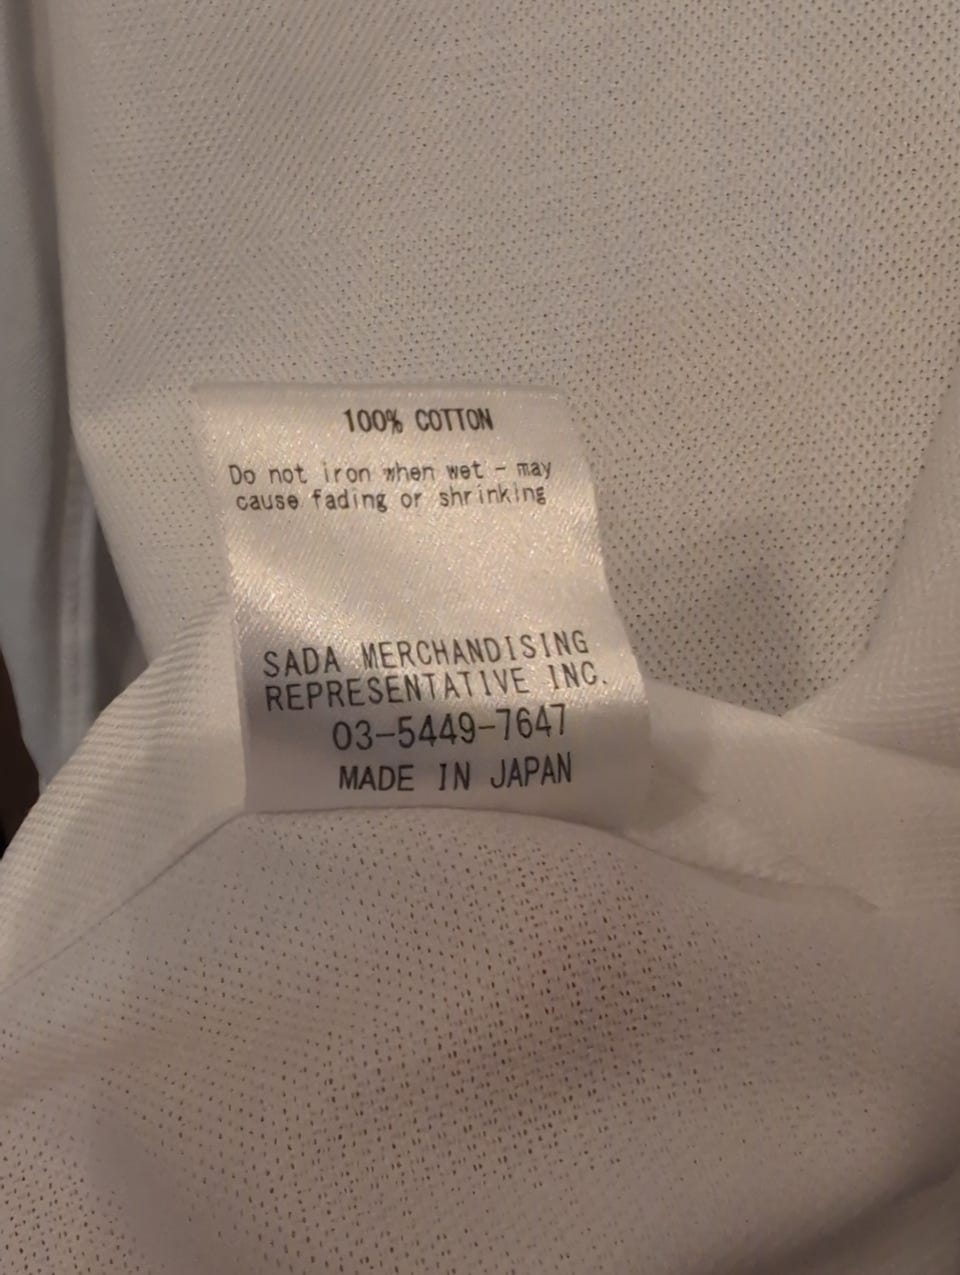 100% COTTON
Do not iron when wet - may
cause fading or shrinking
SADA MERCHANDISING
REPRESENTATIVE INC.
03-5449-7647
MADE IN JAPAN